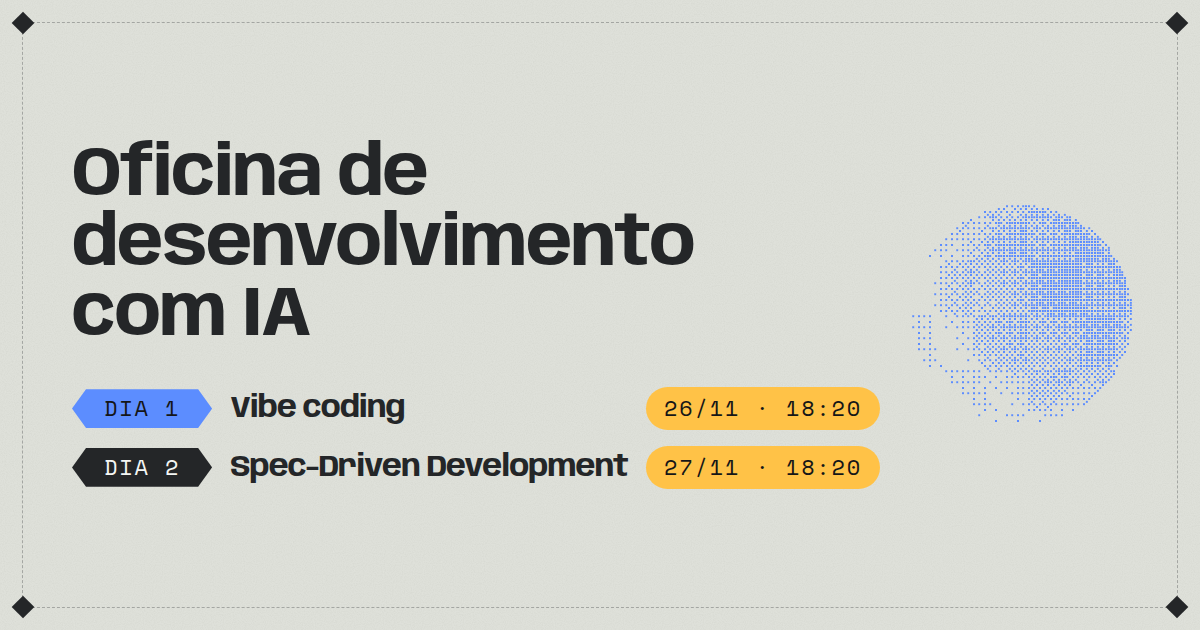 Oficina de
desenvolvimento
com IA
DIA 1 Vibe coding 26/11 · 18:20
DIA 2 Spec-Driven Development 27/11 · 18:20